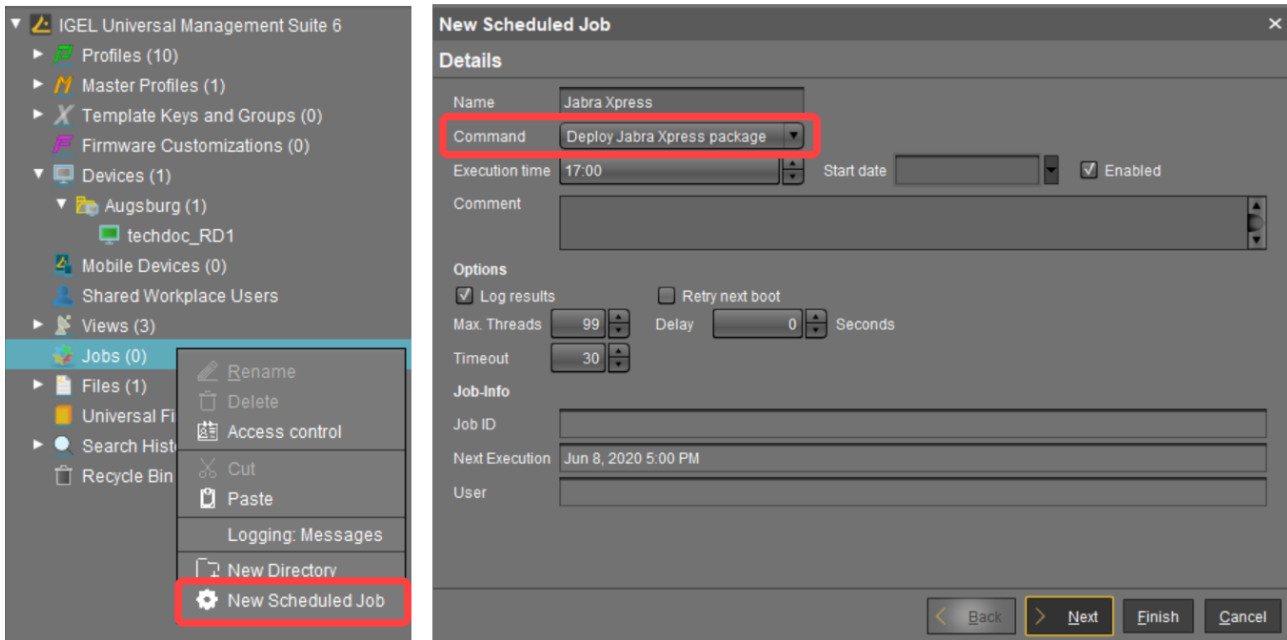 IGEL Universal Management Suite 6
Profiles (10)
Master Profiles (1)
Template Keys and Groups (0)
Firmware Customizations (0)
Devices (1)
Augsburg (1)
techdoc_RD1
Mobile Devices (0)
Shared Workplace Users
Views (3)
Jobs (0)
Files (1)
Universal Fi
Search Hist
Recycle Bin
Rename
Delete
Access control
Cut
Paste
Logging: Messages
New Directory
New Scheduled Job
New Scheduled Job
Details
Name Jabra Xpress
Command Deploy Jabra Xpress package
Execution time 17:00 Start date Enabled
Comment
Options
Log results Retry next boot
Max. Threads 99 Delay 0 Seconds
Timeout 30
Job-Info
Job ID
Next Execution Jun 8, 2020 5:00 PM
User
Back Next Finish Cancel